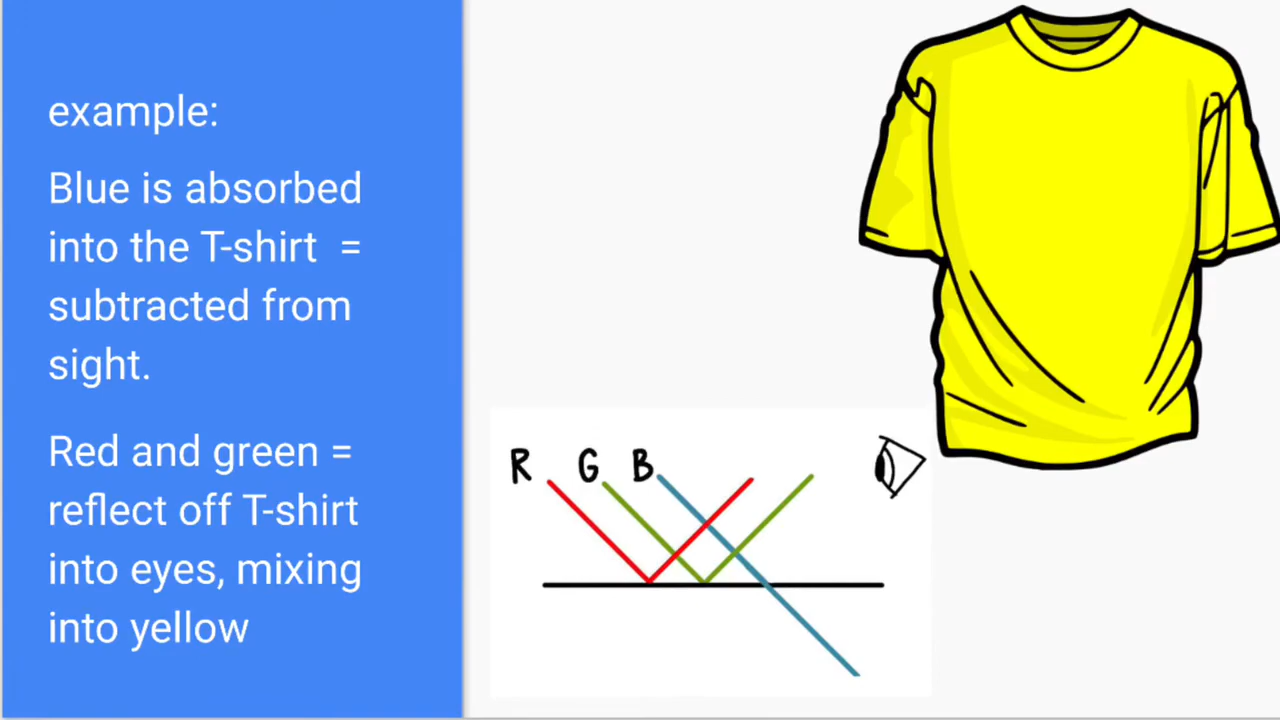 example:
Blue is absorbed
into the T-shirt =
subtracted from
sight.
Red and green =
reflect off T-shirt
into eyes, mixing
into yellow
R G B